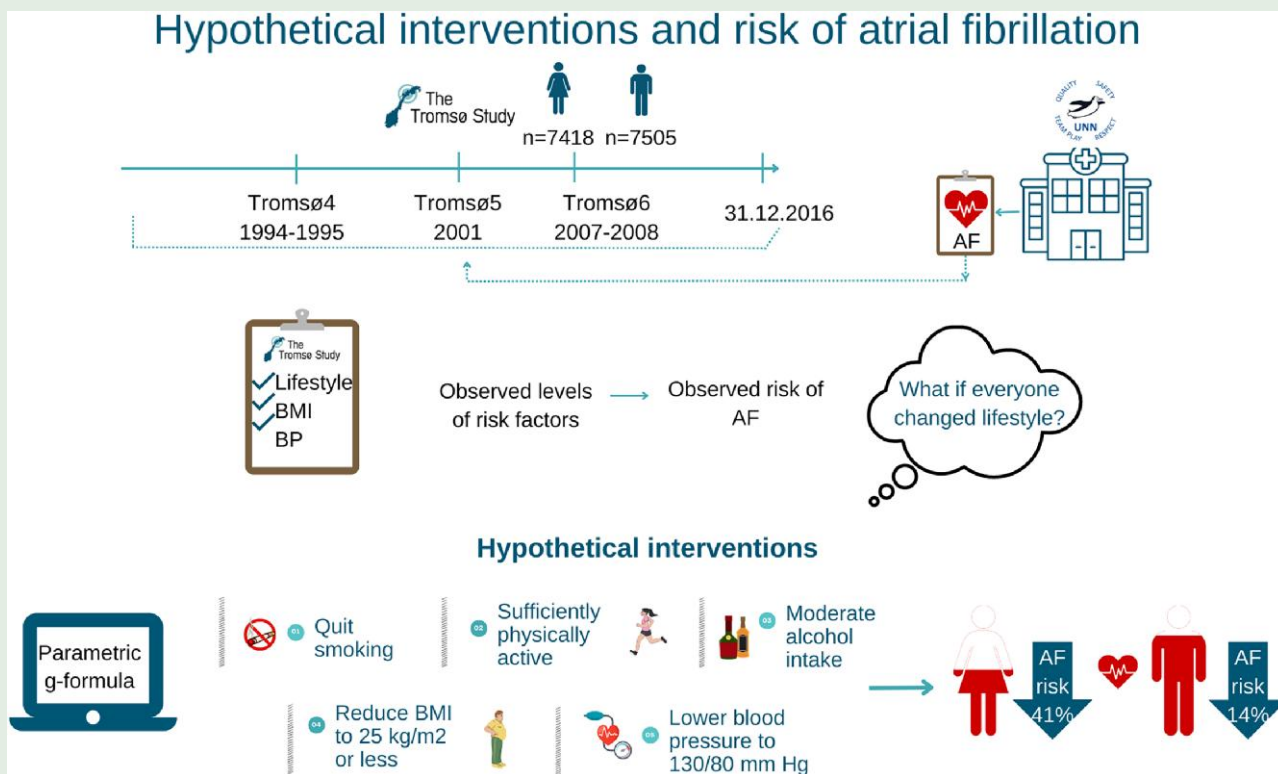 Hypothetical interventions and risk of atrial fibrillation
The
Tromsø Study
n=7418
n=7505
QUALITY
SAFETY
TEAM PLAY
RESPECT
UNN
Tromsø4
1994-1995
Tromsø5
2001
Tromsø6
2007-2008
31.12.2016
AF
The
Tromsø Study
Lifestyle
BMI
BP
Observed levels
of risk factors
Observed risk of
AF
What if everyone
changed lifestyle?
Hypothetical interventions
Parametric
g-formula
01
Quit
smoking
02
Sufficiently
physically
active
03
Moderate
alcohol
intake
04
Reduce BMI
to 25 kg/m2
or less
05
Lower blood
pressure to
130/80 mm Hg
AF
risk
41%
AF
risk
14%